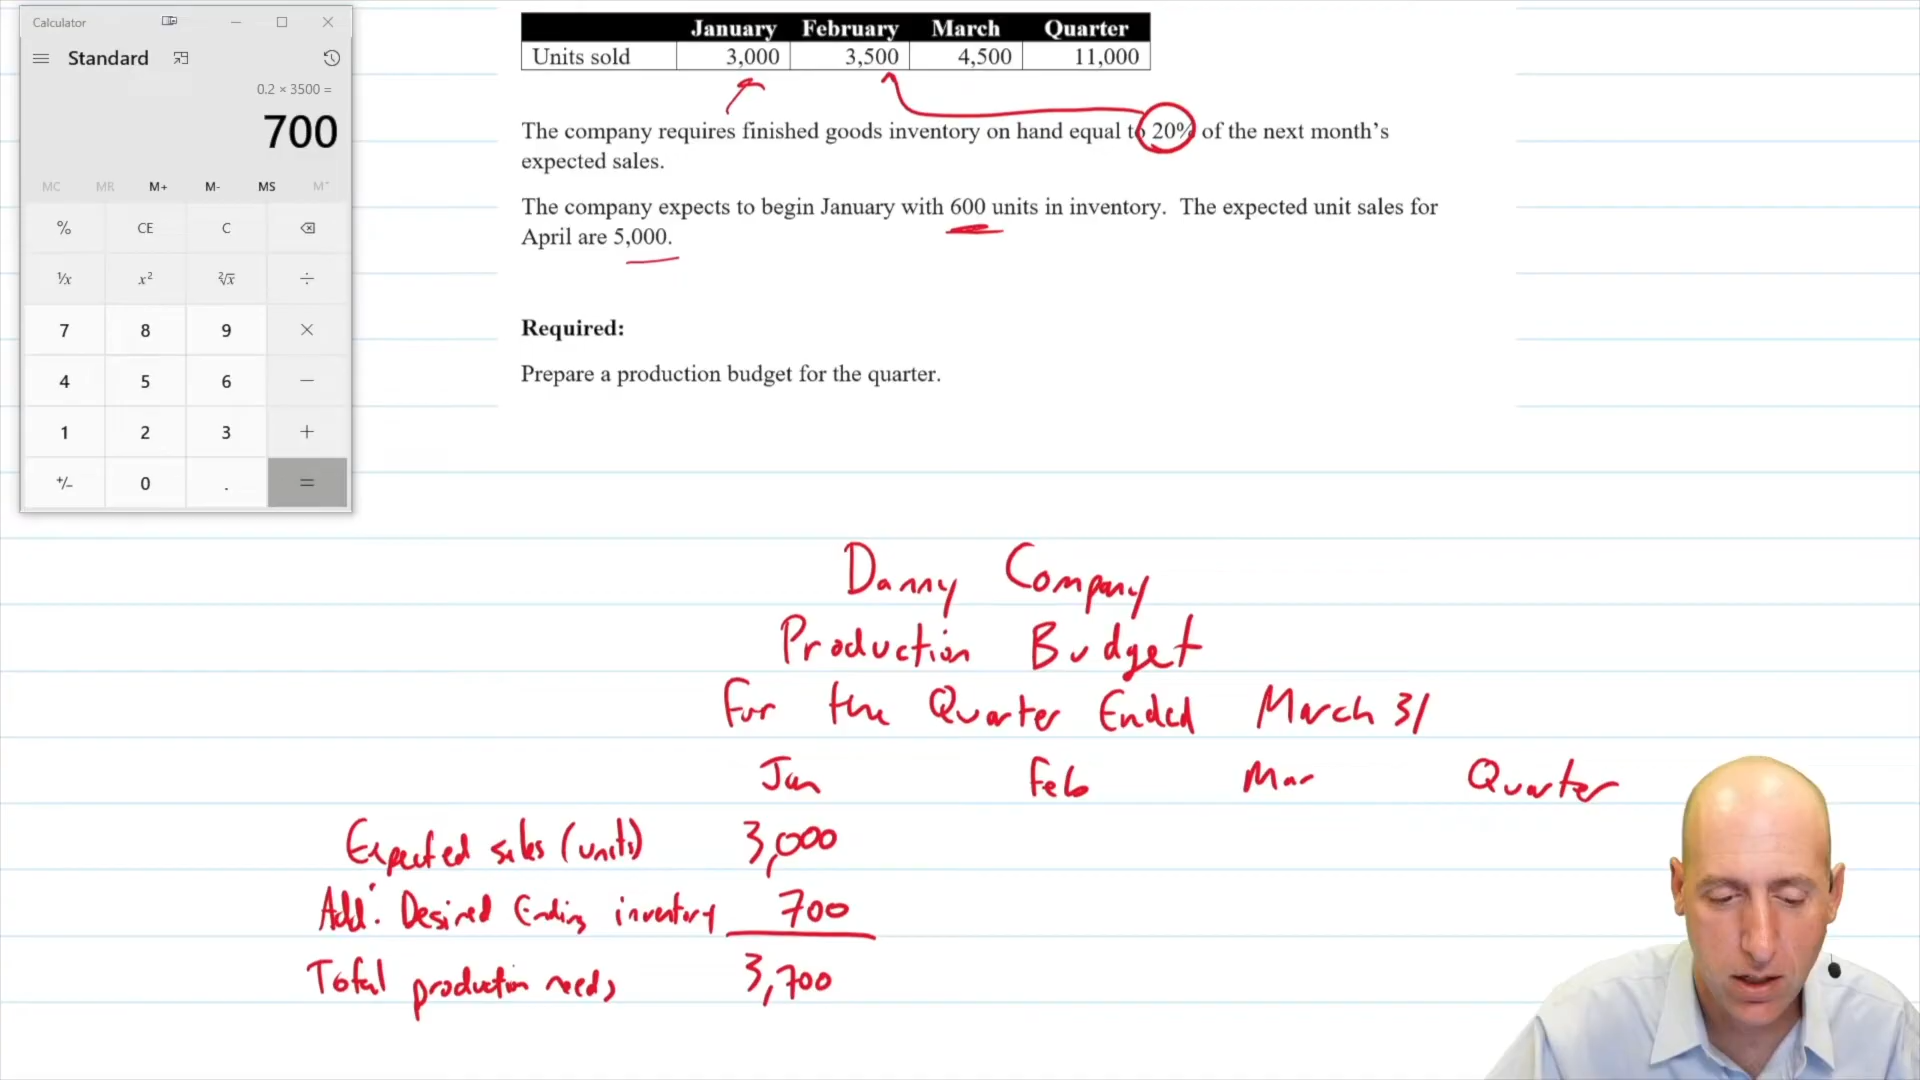 Calculator
Standard
0.2 × 3500 =
700
MC MR M+ M- MS M˅
% CE C
¹/x x² ²√x ÷
7 8 9 ×
4 5 6 −
1 2 3 +
+/− 0 . =
January February March Quarter
Units sold 3,000 3,500 4,500 11,000
The company requires finished goods inventory on hand equal to 20% of the next month’s
expected sales.
The company expects to begin January with 600 units in inventory. The expected unit sales for
April are 5,000.
Required:
Prepare a production budget for the quarter.
Danny Company
Production Budget
For the Quarter Ended March 31
Jan Feb Mar Quarter
Expected sales (units) 3,000
Add: Desired Ending inventory 700
Total production needs 3,700